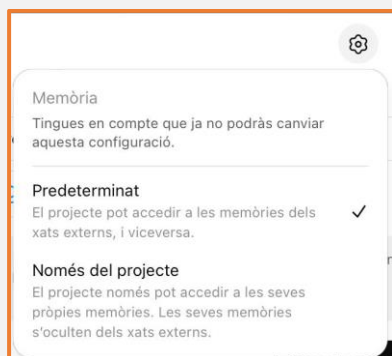 Memòria
Tingues en compte que ja no podràs canviar
aquesta configuració.
Predeterminat
El projecte pot accedir a les memòries dels
xats externs, i viceversa.
Només del projecte
El projecte només pot accedir a les seves
pròpies memòries. Les seves memòries
s'oculten dels xats externs.